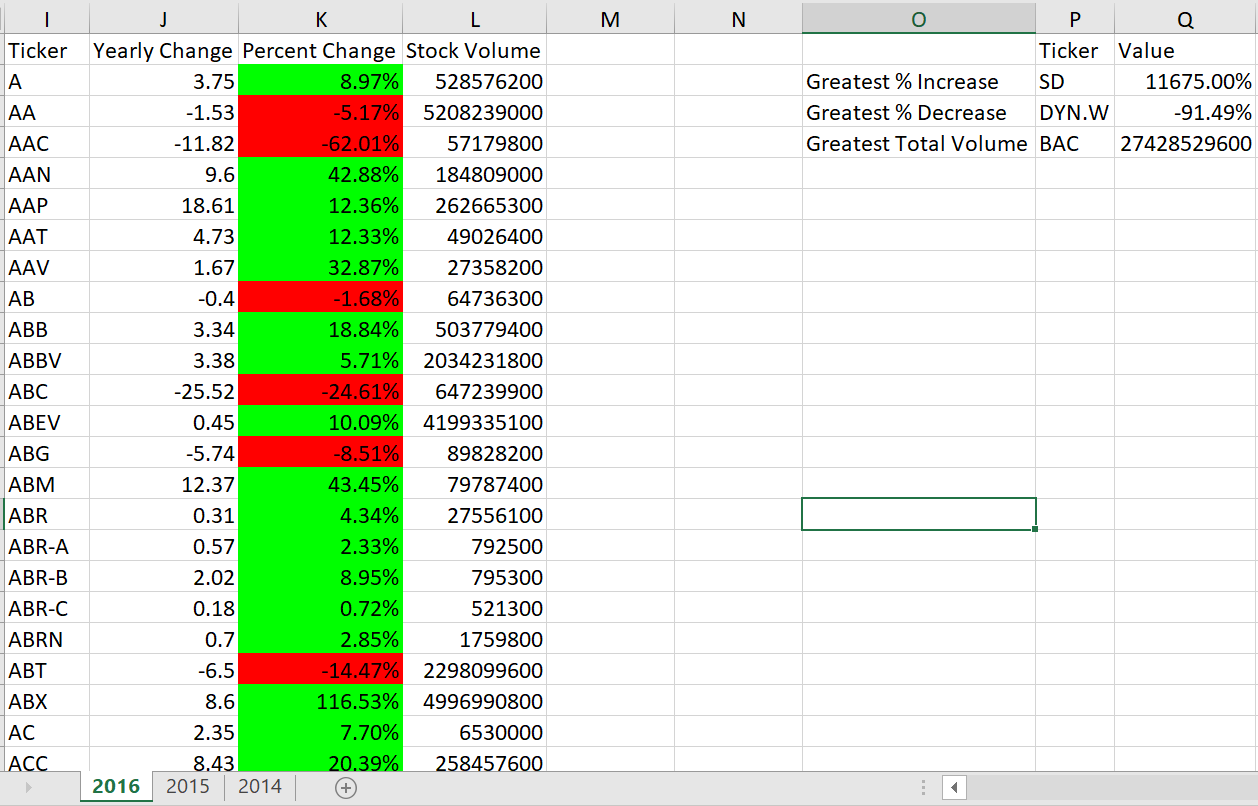 I J K L M N O P Q
Ticker Yearly Change Percent Change Stock Volume Ticker Value
A 3.75 8.97% 528576200 Greatest % Increase SD 11675.00%
AA -1.53 -5.17% 5208239000 Greatest % Decrease DYN.W -91.49%
AAC -11.82 -62.01% 57179800 Greatest Total Volume BAC 27428529600
AAN 9.6 42.88% 184809000
AAP 18.61 12.36% 262665300
AAT 4.73 12.33% 49026400
AAV 1.67 32.87% 27358200
AB -0.4 -1.68% 64736300
ABB 3.34 18.84% 503779400
ABBV 3.38 5.71% 2034231800
ABC -25.52 -24.61% 647239900
ABEV 0.45 10.09% 4199335100
ABG -5.74 -8.51% 89828200
ABM 12.37 43.45% 79787400
ABR 0.31 4.34% 27556100
ABR-A 0.57 2.33% 792500
ABR-B 2.02 8.95% 795300
ABR-C 0.18 0.72% 521300
ABRN 0.7 2.85% 1759800
ABT -6.5 -14.47% 2298099600
ABX 8.6 116.53% 4996990800
AC 2.35 7.70% 6530000
ACC 8.43 20.39% 258457600
2016 2015 2014